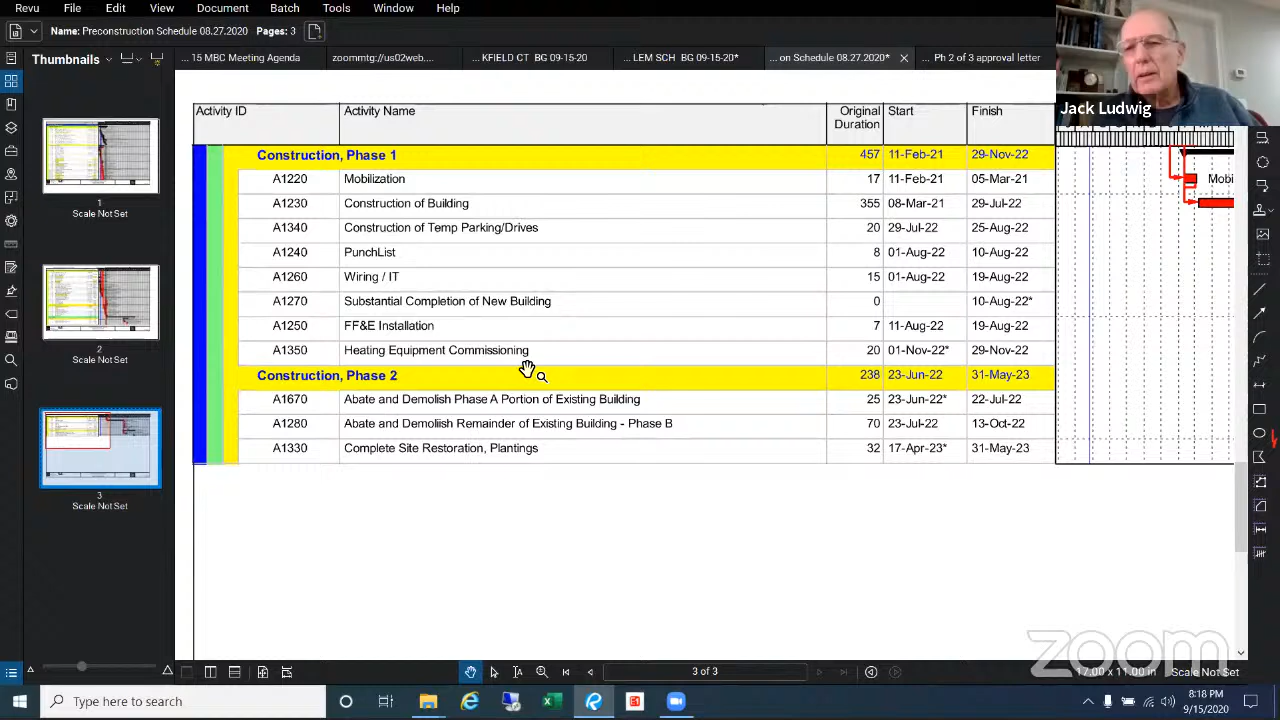 Revu File Edit View Document Batch Tools Window Help
Name: Preconstruction Schedule 08.27.2020 Pages: 3
Thumbnails
... 15 MBC Meeting Agenda
zoommtg://us02web....
... KFIELD CT BG 09-15-20
... LEM SCH BG 09-15-20*
... on Schedule 08.27.2020*
... Ph 2 of 3 approval letter
Jack Ludwig
1
Scale Not Set
2
Scale Not Set
3
Scale Not Set
Activity ID Activity Name Original Duration Start Finish
Construction, Phase 1 457 11-Feb-21 29-Nov-22
A1220 Mobilization 17 11-Feb-21 05-Mar-21
Mobi
A1230 Construction of Building 355 08-Mar-21 29-Jul-22
A1340 Construction of Temp Parking/Drives 20 29-Jul-22 25-Aug-22
A1240 PunchList 8 01-Aug-22 10-Aug-22
A1260 Wiring / IT 15 01-Aug-22 19-Aug-22
A1270 Substantial Completion of New Building 0 10-Aug-22*
A1250 FF&E Installation 7 11-Aug-22 19-Aug-22
A1350 Heating Equipment Commissioning 20 01-Nov-22* 29-Nov-22
Construction, Phase 2 238 23-Jun-22 31-May-23
A1670 Abate and Demolish Phase A Portion of Existing Building 25 23-Jun-22* 22-Jul-22
A1280 Abate and Demoliish Remainder of Existing Building - Phase B 70 23-Jul-22 13-Oct-22
A1330 Complete Site Restoration, Plantings 32 17-Apr-23* 31-May-23
zoom
3 of 3
17.00 x 11.00 in Scale Not Set
Type here to search
8:18 PM
9/15/2020